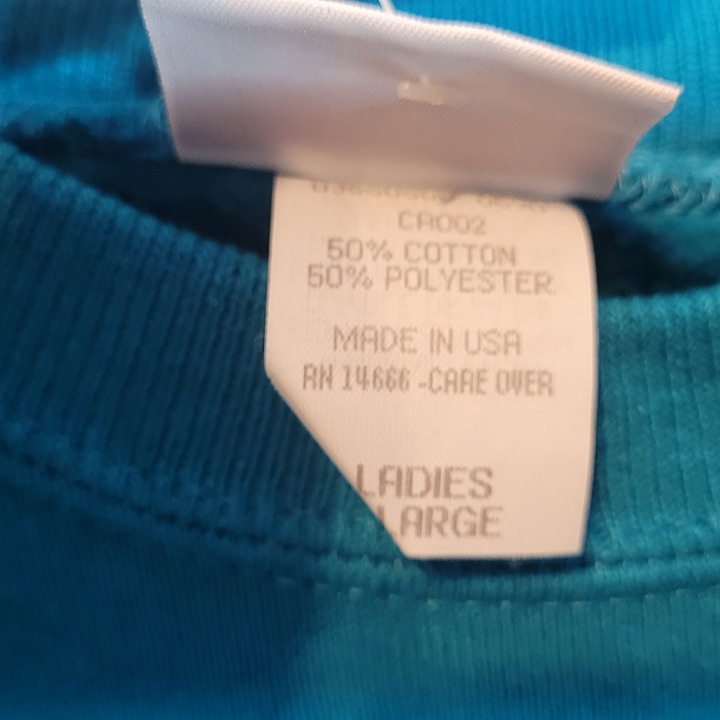 CA002
50% COTTON
50% POLYESTER
MADE IN USA
RN 14666 -CARE OVER
LADIES
LARGE